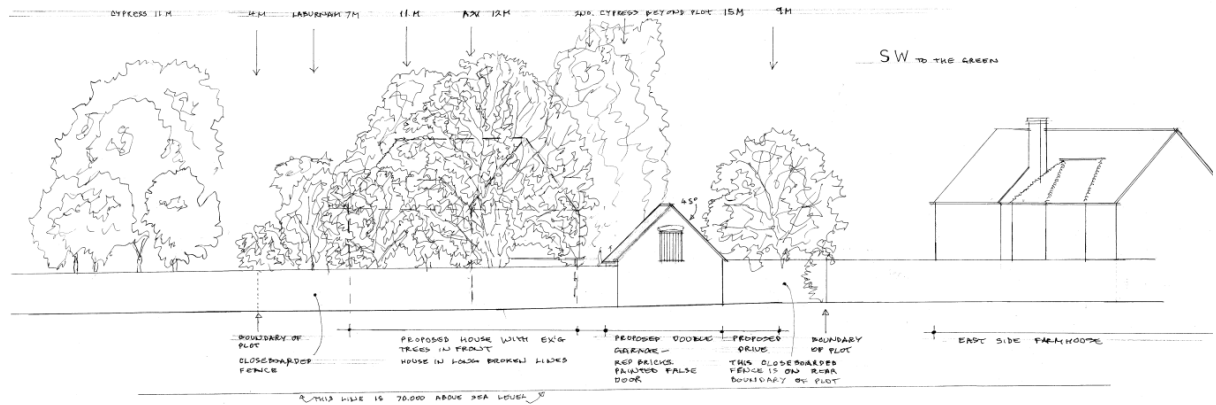 CYPRESS 11M 4M LABURNAM 7M 11M ASH 12M 2NO. CYPRESS BEYOND PLOT 15M 9M
SW TO THE GREEN
45°
BOUNDARY OF
PLOT
CLOSEBOARDED
FENCE
PROPOSED HOUSE WITH EX'G
TREES IN FRONT
HOUSE IN LONG BROKEN LINES
PROPOSED DOUBLE
GARAGE —
RED BRICKS
PAINTED FALSE
DOOR
PROPOSED
DRIVE
THIS CLOSEBOARDED
FENCE IS ON REAR
BOUNDARY OF PLOT
BOUNDARY
OF PLOT
EAST SIDE FARMHOUSE
THIS LINE IS 70.000 ABOVE SEA LEVEL